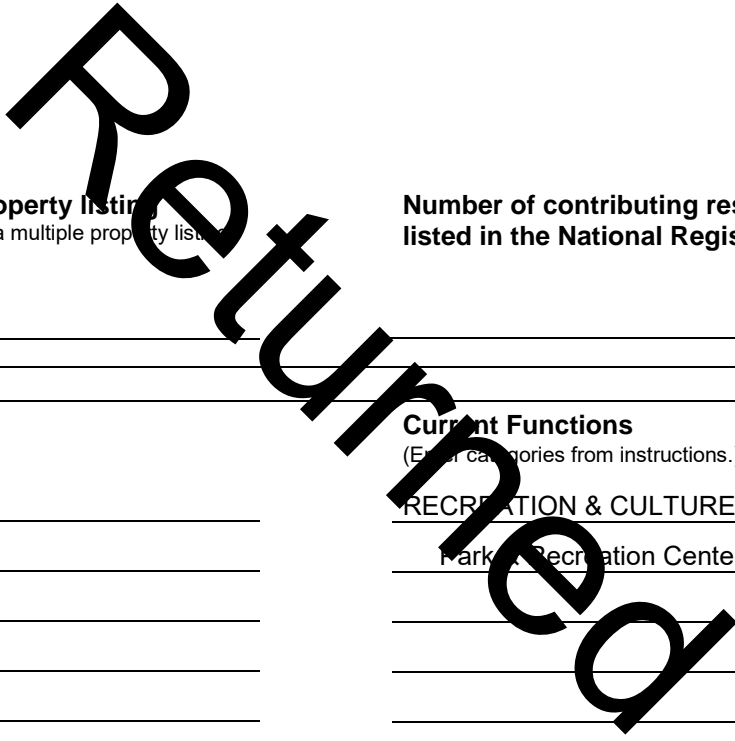 operty listing
a multiple property listing
Number of contributing res
listed in the National Regis
Current Functions
(Enter categories from instructions.)
RECREATION & CULTURE
Park & Recreation Cente
Returned